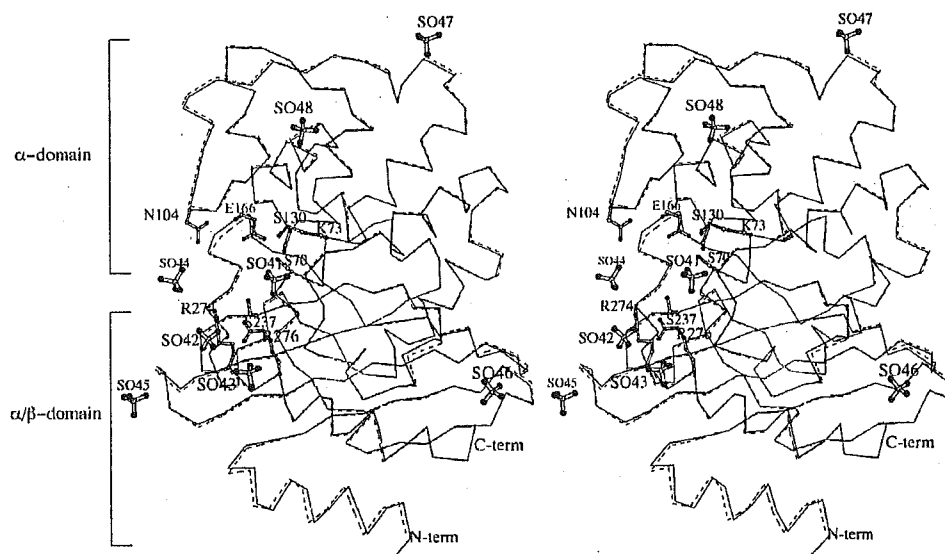 SO47
SO47
SO48
SO48
α-domain
N104
E166
S130
K73
N104
E166
S130
K73
S70
SO41
SO44
S70
SO41
SO44
R274
S237
R276
SO42
R274
S237
SO42
SO43
SO46
SO45
SO43
SO46
SO45
α/β-domain
C-term
C-term
N-term
N-term